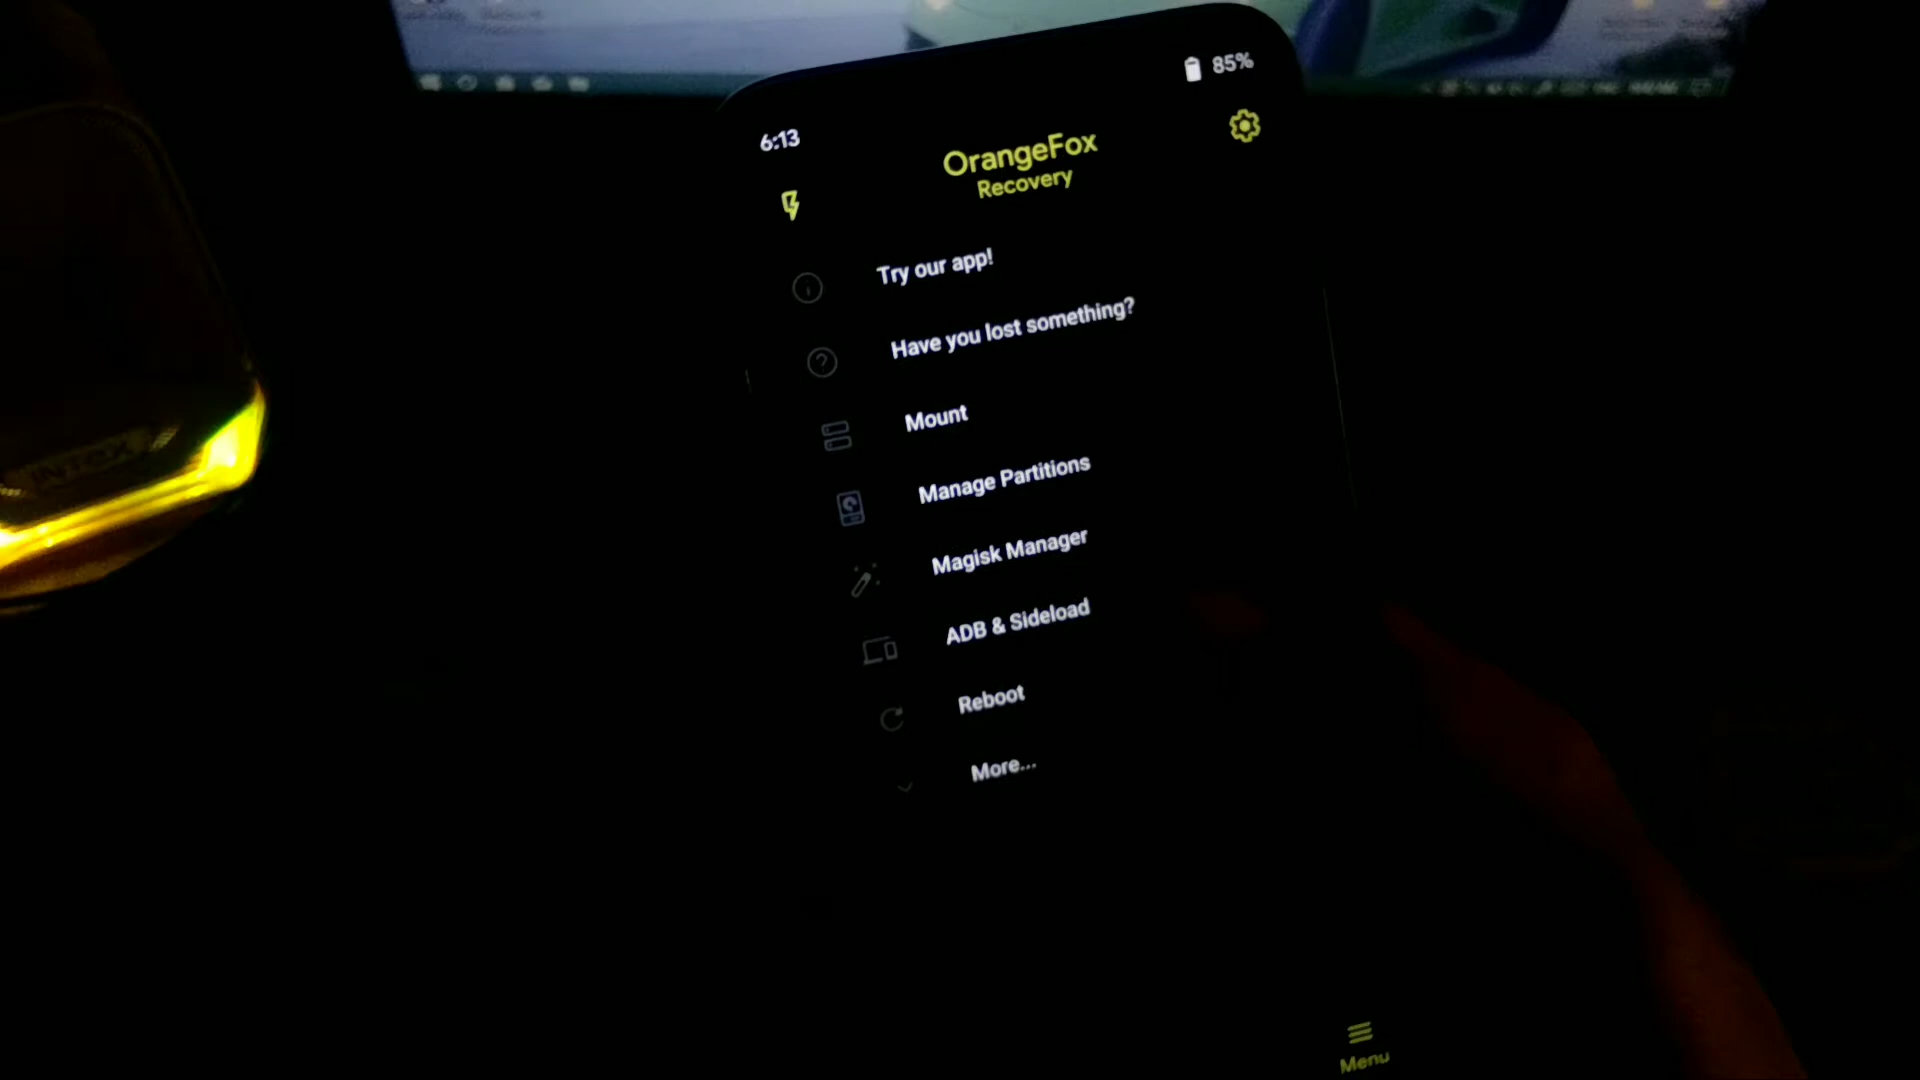 85%
6:13
OrangeFox
Recovery
Try our app!
Have you lost something?
Mount
Manage Partitions
Magisk Manager
ADB & Sideload
Reboot
More...
Menu
INTEX